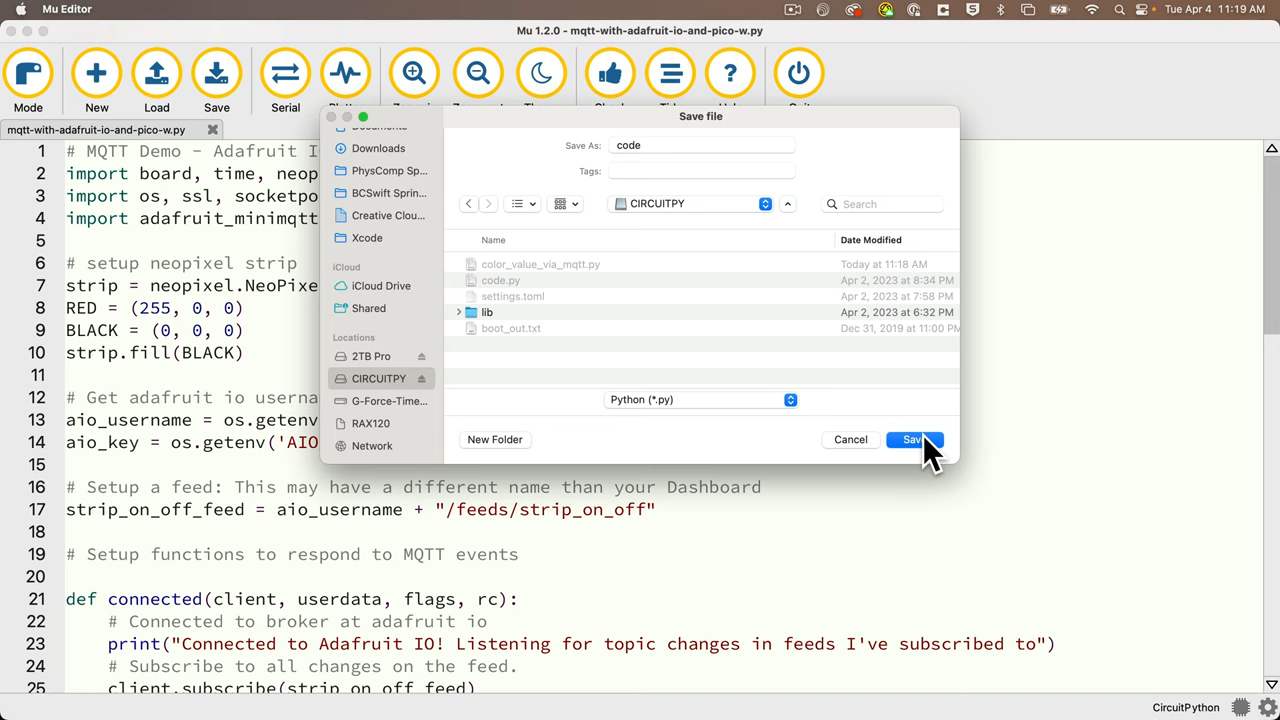 Mu Editor
Tue Apr 4 11:19 AM
Mu 1.2.0 - mqtt-with-adafruit-io-and-pico-w.py
Mode New Load Save Serial
mqtt-with-adafruit-io-and-pico-w.py
Save file
Save As: code
Tags:
CIRCUITPY
Search
Downloads
PhysComp Sp...
BCSwift Sprin...
Creative Clou...
Xcode
iCloud
iCloud Drive
Shared
Locations
2TB Pro
CIRCUITPY
G-Force-Time...
RAX120
Network
Name Date Modified
color_value_via_mqtt.py Today at 11:18 AM
code.py Apr 2, 2023 at 8:34 PM
settings.toml Apr 2, 2023 at 7:58 PM
lib Apr 2, 2023 at 6:32 PM
boot_out.txt Dec 31, 2019 at 11:00 PM
Python (*.py)
New Folder Cancel Save
1 # MQTT Demo - Adafruit I
2 import board, time, neop
3 import os, ssl, socketpo
4 import adafruit_minimqtt
5
6 # setup neopixel strip
7 strip = neopixel.NeoPixe
8 RED = (255, 0, 0)
9 BLACK = (0, 0, 0)
10 strip.fill(BLACK)
11
12 # Get adafruit io userna
13 aio_username = os.getenv
14 aio_key = os.getenv('AIO
15
16 # Setup a feed: This may have a different name than your Dashboard
17 strip_on_off_feed = aio_username + "/feeds/strip_on_off"
18
19 # Setup functions to respond to MQTT events
20
21 def connected(client, userdata, flags, rc):
22 # Connected to broker at adafruit io
23 print("Connected to Adafruit IO! Listening for topic changes in feeds I've subscribed to")
24 # Subscribe to all changes on the feed.
25 client.subscribe(strip_on_off_feed)
CircuitPython